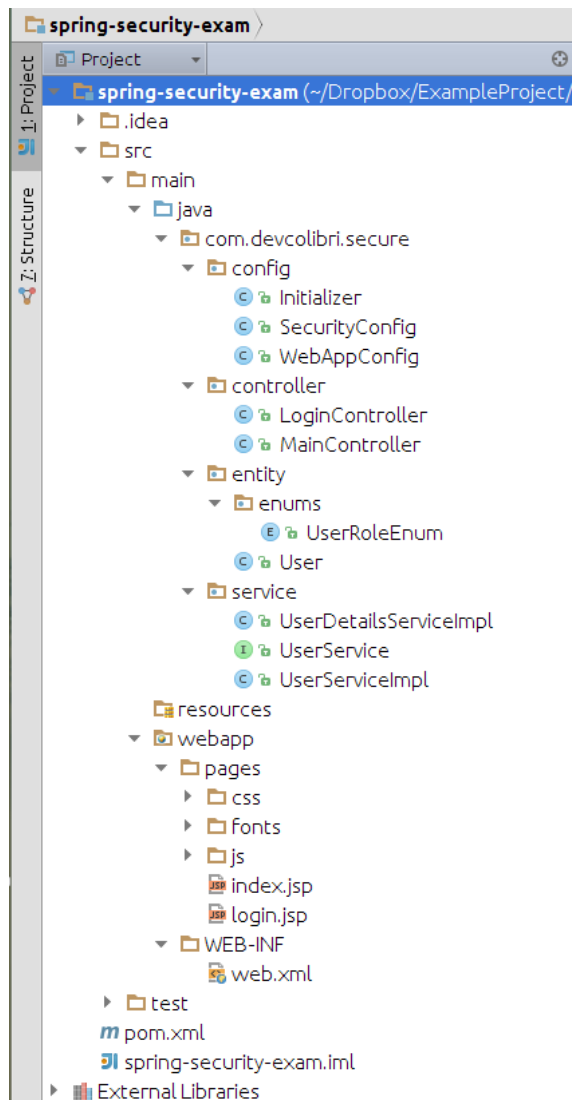 spring-security-exam
1: Project
7: Structure
Project
spring-security-exam (~/Dropbox/ExampleProject/
.idea
src
main
java
com.devcolibri.secure
config
Initializer
SecurityConfig
WebAppConfig
controller
LoginController
MainController
entity
enums
UserRoleEnum
User
service
UserDetailsServiceImpl
UserService
UserServiceImpl
resources
webapp
pages
css
fonts
js
index.jsp
login.jsp
WEB-INF
web.xml
test
pom.xml
spring-security-exam.iml
External Libraries